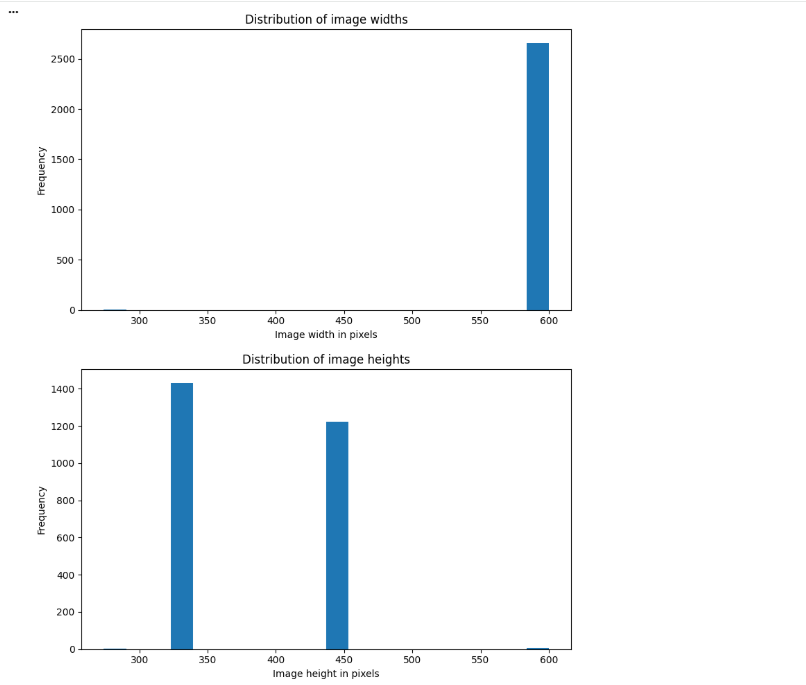 ...
Distribution of image widths
Frequency
2500
2000
1500
1000
500
0
300 350 400 450 500 550 600
Image width in pixels
Distribution of image heights
Frequency
1400
1200
1000
800
600
400
200
0
300 350 400 450 500 550 600
Image height in pixels